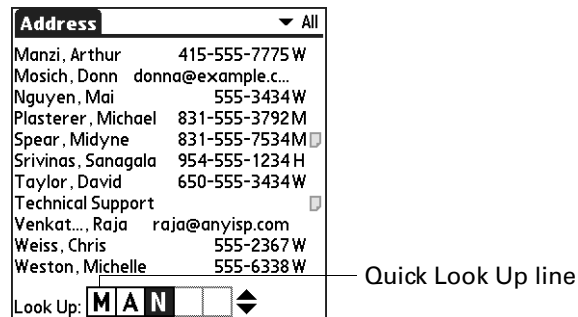 Address All
Manzi, Arthur 415-555-7775 W
Mosich, Donn donna@example.c...
Nguyen, Mai 555-3434 W
Plasterer, Michael 831-555-3792 M
Spear, Midyne 831-555-7534 M
Srivinas, Sanagala 954-555-1234 H
Taylor, David 650-555-3434 W
Technical Support
Venkat..., Raja raja@anyisp.com
Weiss, Chris 555-2367 W
Weston, Michelle 555-6338 W
Quick Look Up line
Look Up: M A N